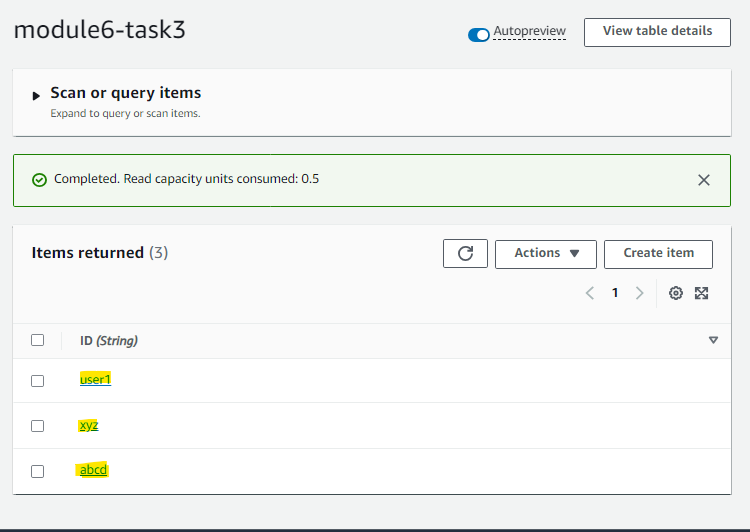 module6-task3
Autopreview
View table details
Scan or query items
Expand to query or scan items.
Completed. Read capacity units consumed: 0.5
Items returned (3)
Actions
Create item
1
ID (String)
user1
xyz
abcd